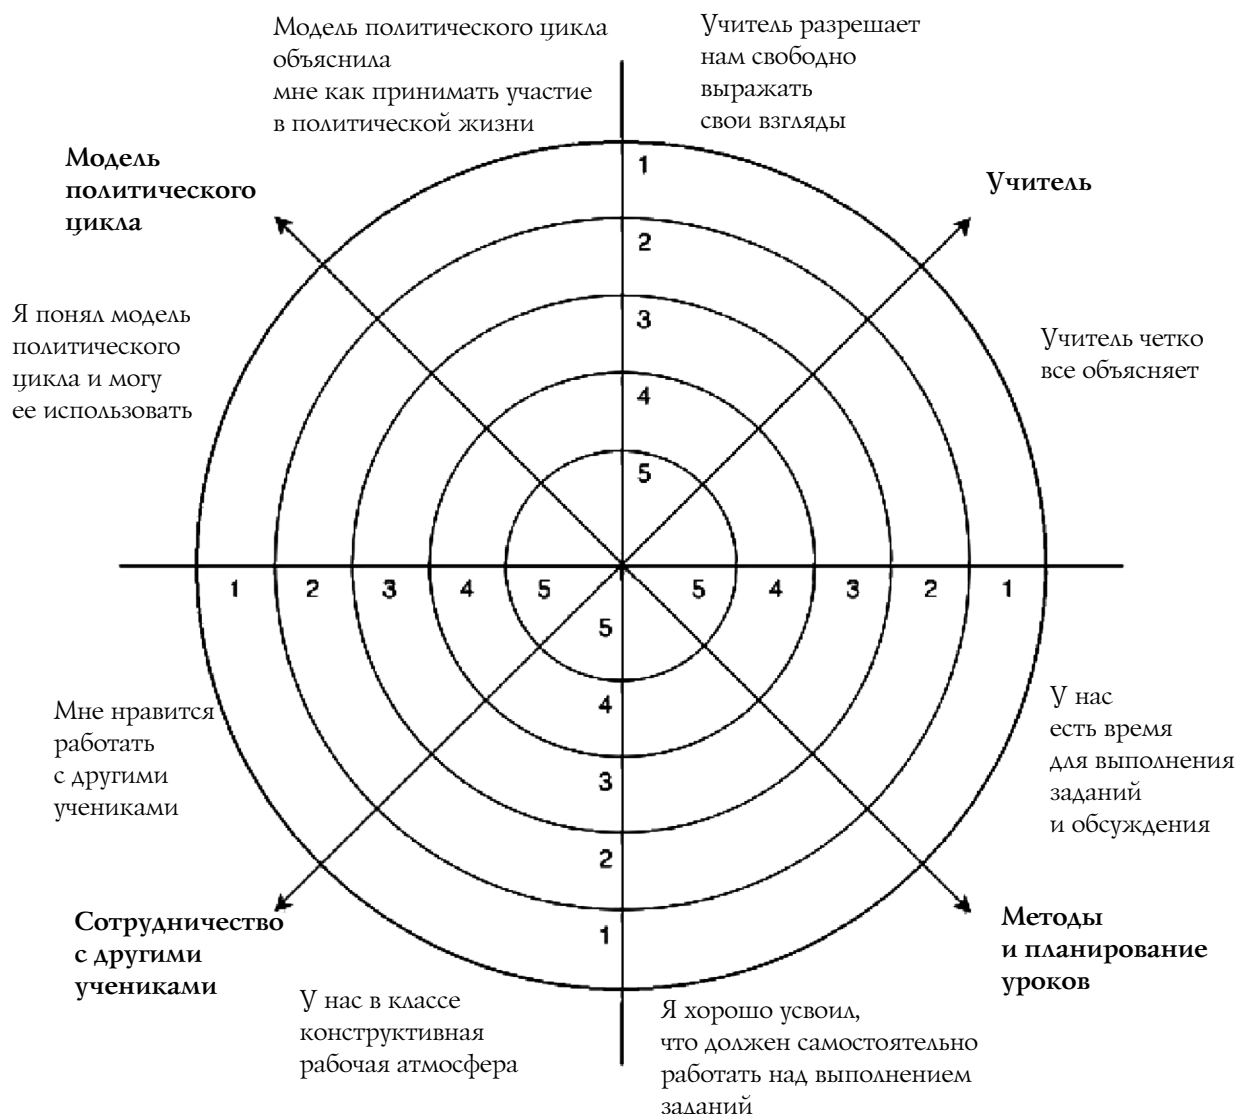 Модель политического цикла
объяснила
мне как принимать участие
в политической жизни
Учитель разрешает
нам свободно
выражать
свои взгляды
Модель
политического
цикла
Учитель
Я понял модель
политического
цикла и могу
ее использовать
Учитель четко
все объясняет
1
2
3
4
5
1 2 3 4 5 5 4 3 2 1
5
4
3
2
1
Мне нравится
работать
с другими
учениками
У нас
есть время
для выполнения
заданий
и обсуждения
Сотрудничество
с другими
учениками
Методы
и планирование
уроков
У нас в классе
конструктивная
рабочая атмосфера
Я хорошо усвоил,
что должен самостоятельно
работать над выполнением
заданий